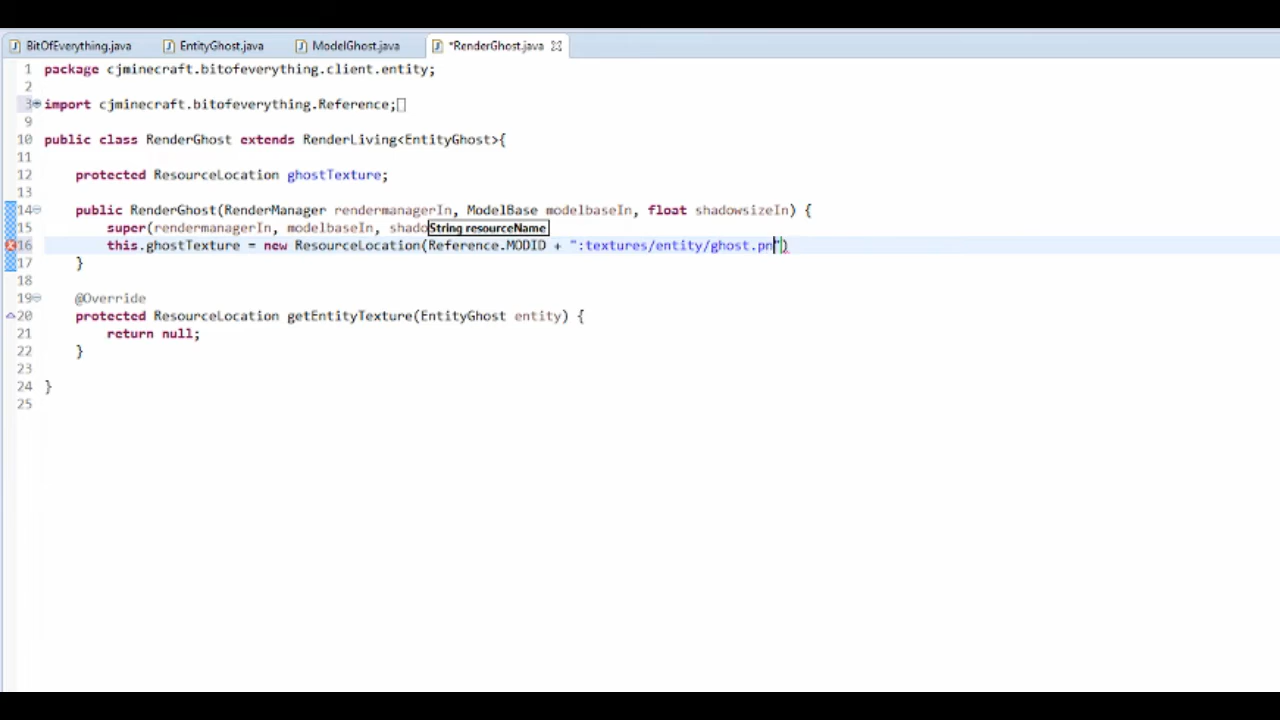 BitOfEverything.java EntityGhost.java ModelGhost.java *RenderGhost.java
1 package cjminecraft.bitofeverything.client.entity;
2
3 import cjminecraft.bitofeverything.Reference;
9
10 public class RenderGhost extends RenderLiving<EntityGhost>{
11
12 protected ResourceLocation ghostTexture;
13
14 public RenderGhost(RenderManager rendermanagerIn, ModelBase modelbaseIn, float shadowsizeIn) {
15 super(rendermanagerIn, modelbaseIn, shado String resourceName
16 this.ghostTexture = new ResourceLocation(Reference.MODID + ":textures/entity/ghost.pn")
17 }
18
19 @Override
20 protected ResourceLocation getEntityTexture(EntityGhost entity) {
21 return null;
22 }
23
24 }
25